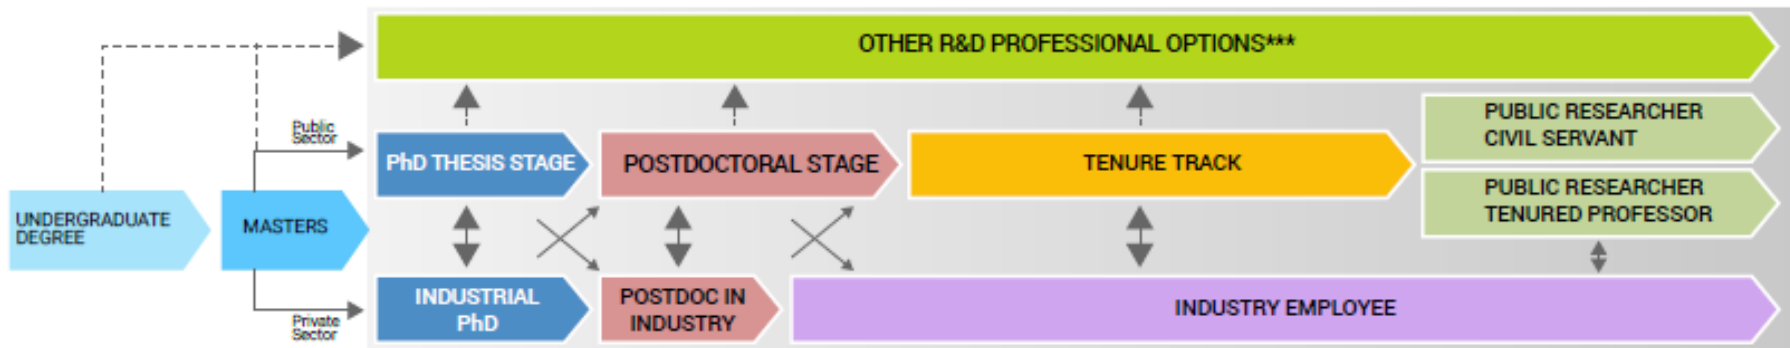 OTHER R&D PROFESSIONAL OPTIONS***
Public
Sector
PhD THESIS STAGE
POSTDOCTORAL STAGE
TENURE TRACK
PUBLIC RESEARCHER
CIVIL SERVANT
PUBLIC RESEARCHER
TENURED PROFESSOR
UNDERGRADUATE
DEGREE
MASTERS
Private
Sector
INDUSTRIAL
PhD
POSTDOC IN
INDUSTRY
INDUSTRY EMPLOYEE